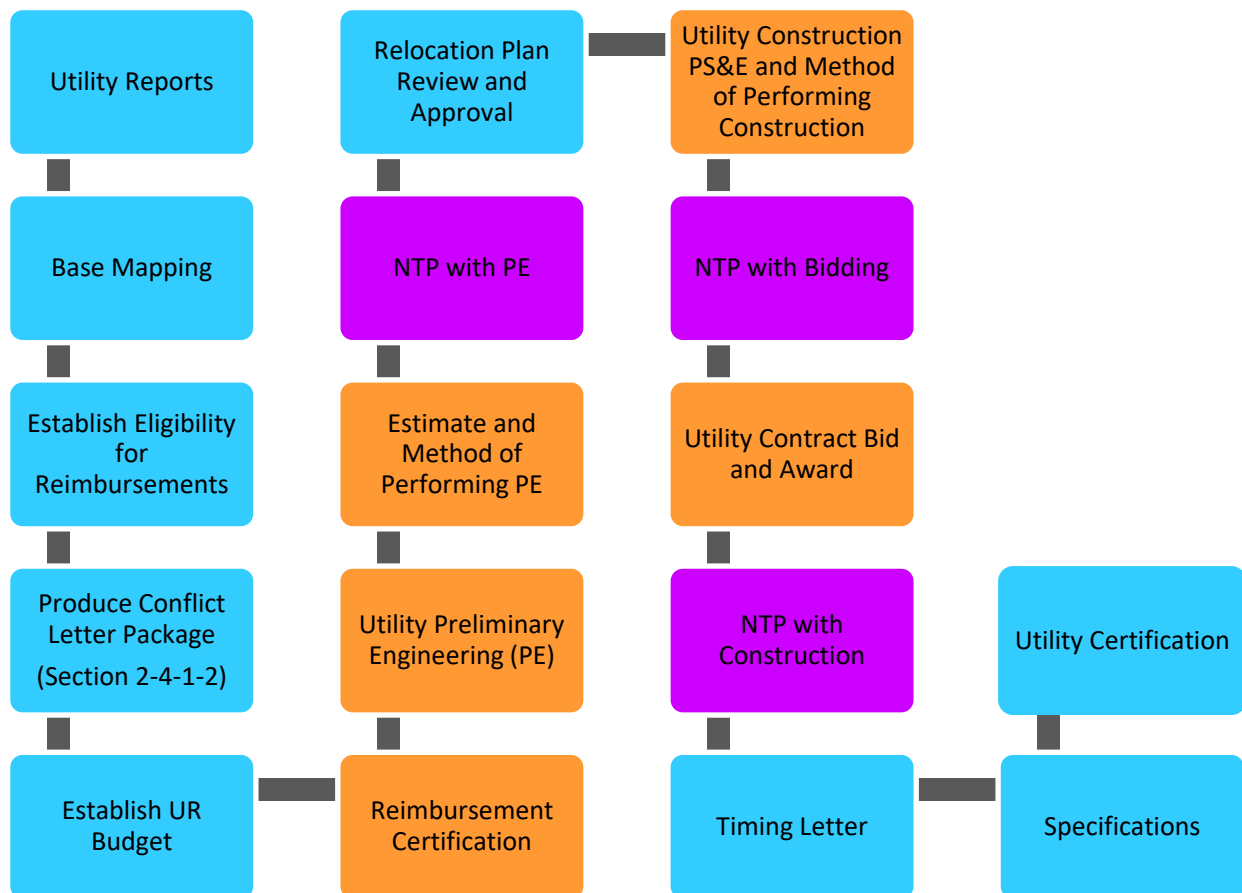 Utility Reports
Base Mapping
Establish Eligibility
for
Reimbursements
Produce Conflict
Letter Package
(Section 2-4-1-2)
Establish UR
Budget
Reimbursement
Certification
Utility Preliminary
Engineering (PE)
Estimate and
Method of
Performing PE
NTP with PE
Relocation Plan
Review and
Approval
Utility Construction
PS&E and Method
of Performing
Construction
NTP with Bidding
Utility Contract Bid
and Award
NTP with
Construction
Timing Letter
Specifications
Utility Certification